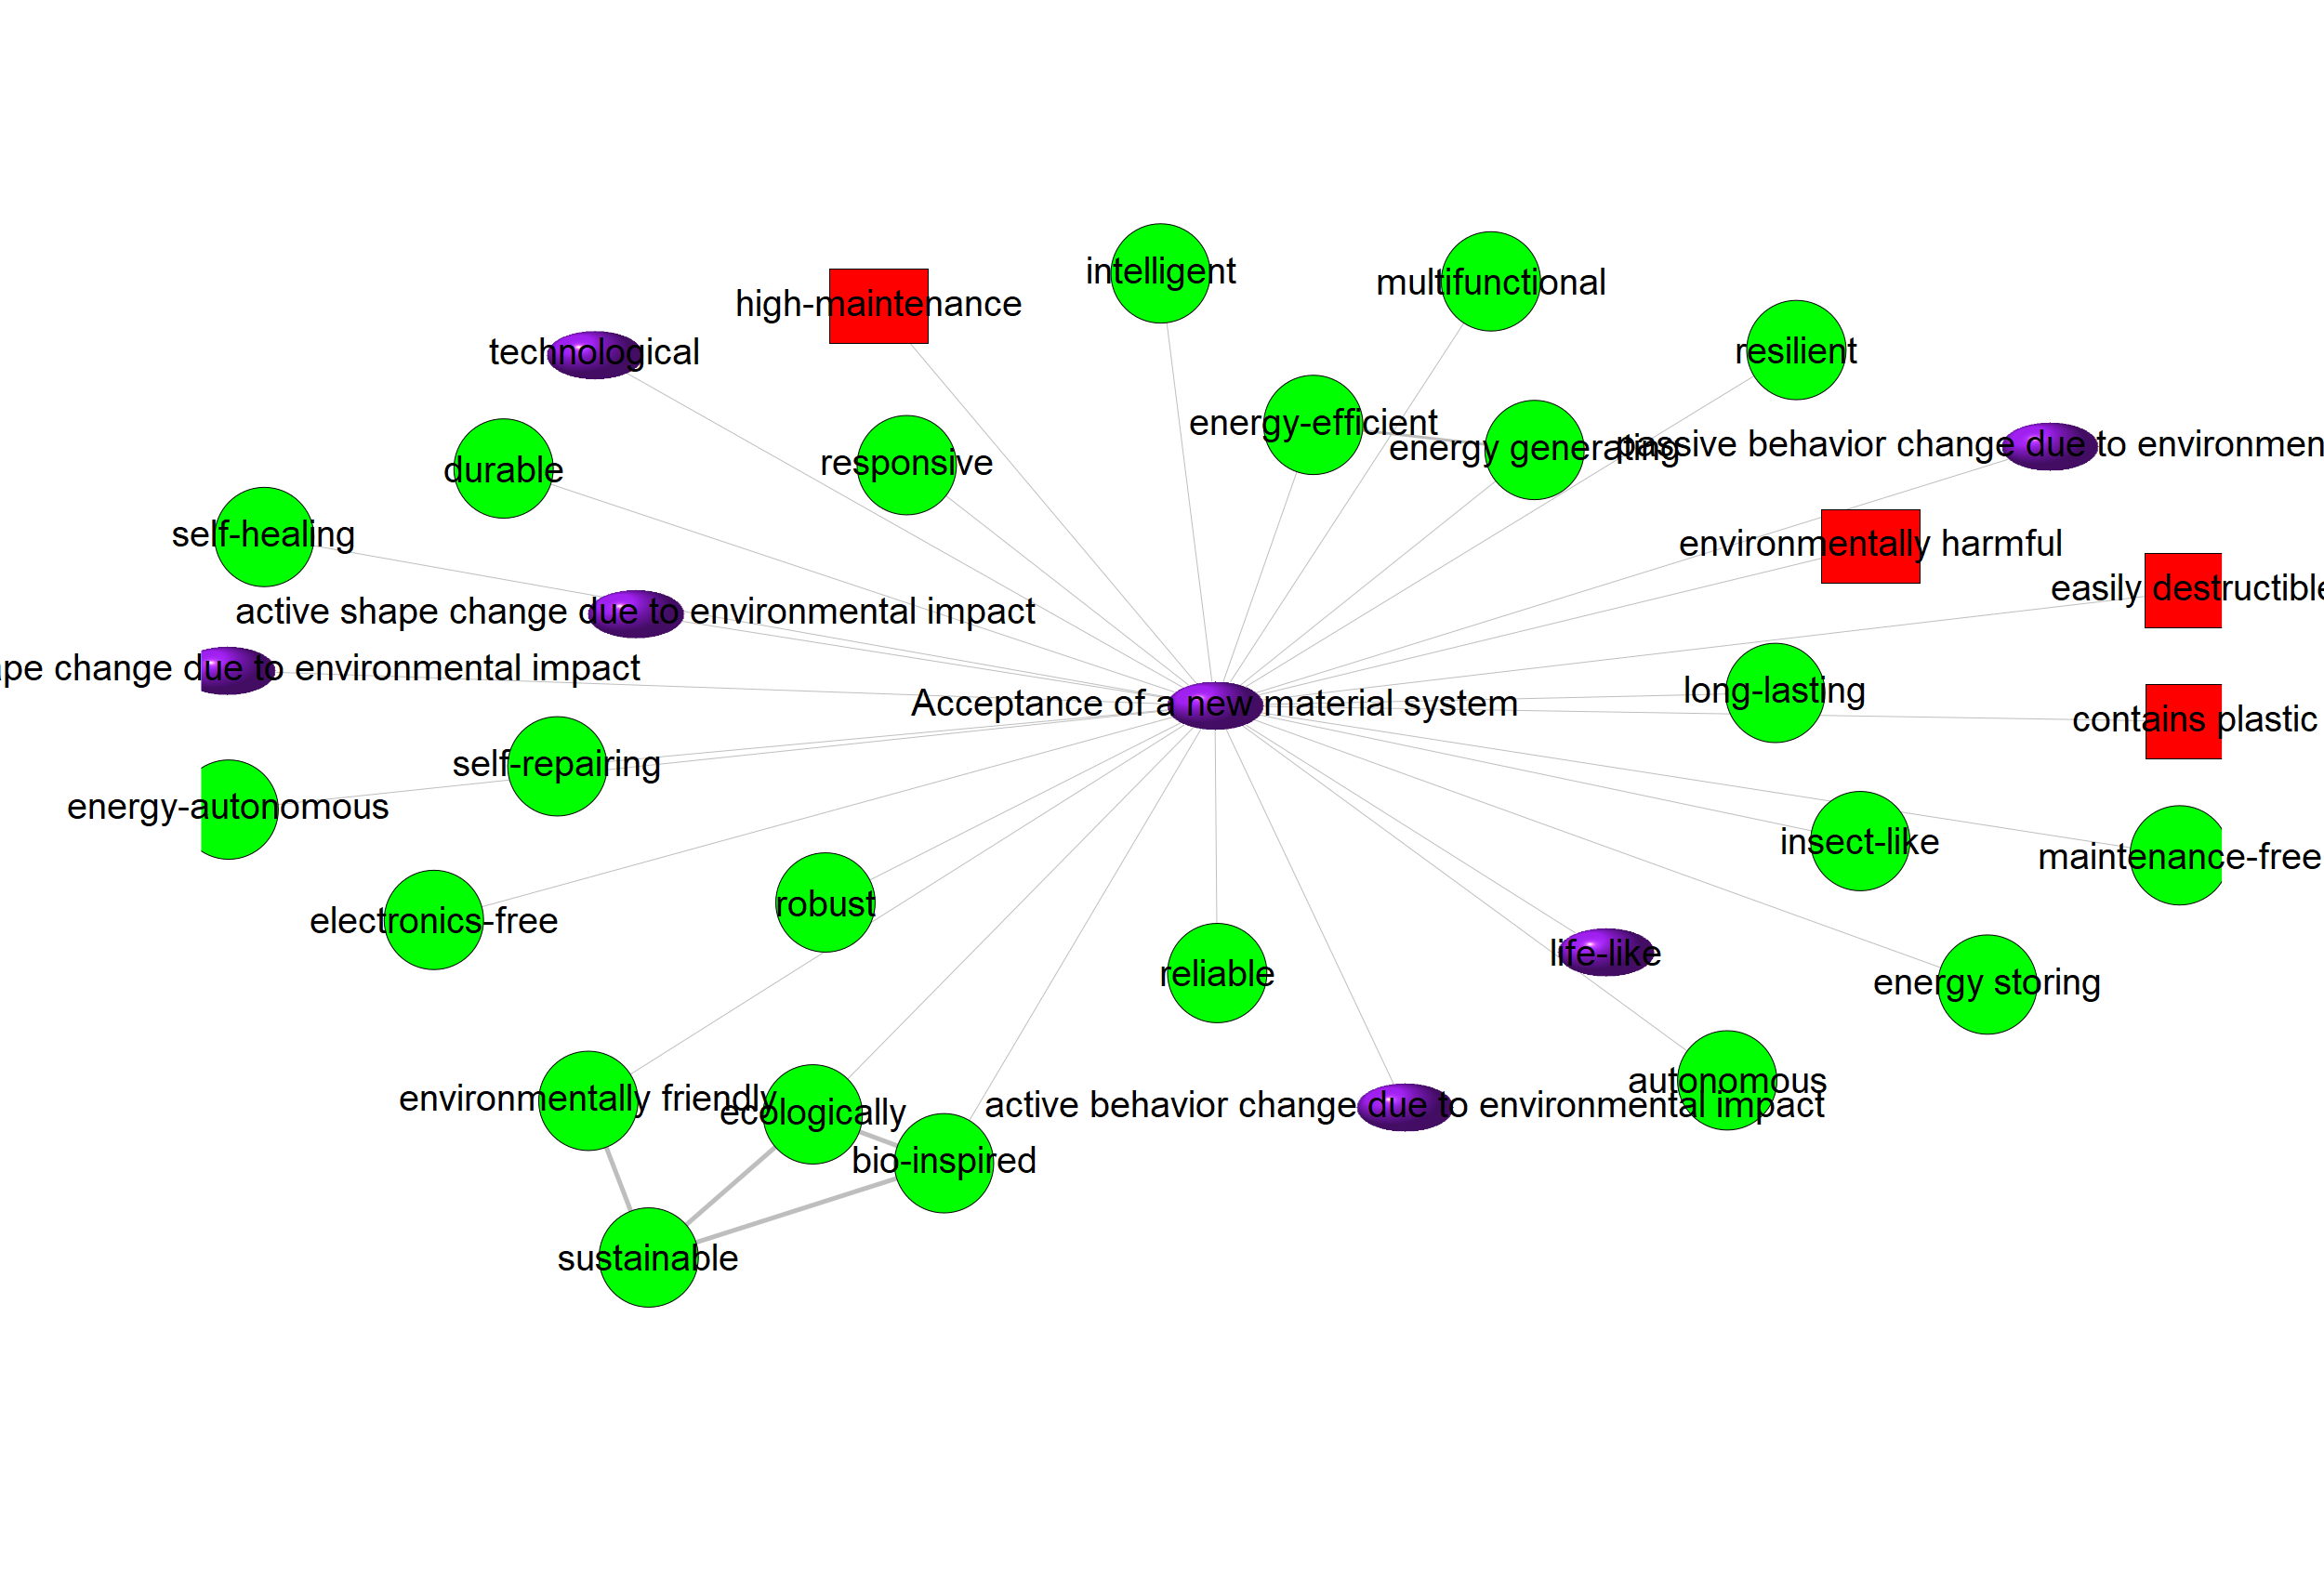 intelligent
multifunctional
high-maintenance
technological
resilient
energy-efficient
energy generating
passive behavior change due to environmen
durable
responsive
self-healing
environmentally harmful
easily destructible
active shape change due to environmental impact
ape change due to environmental impact
long-lasting
Acceptance of a new material system
contains plastic
self-repairing
energy-autonomous
insect-like
maintenance-free
robust
electronics-free
life-like
reliable
energy storing
autonomous
environmentally friendly
active behavior change due to environmental impact
ecologically
bio-inspired
sustainable